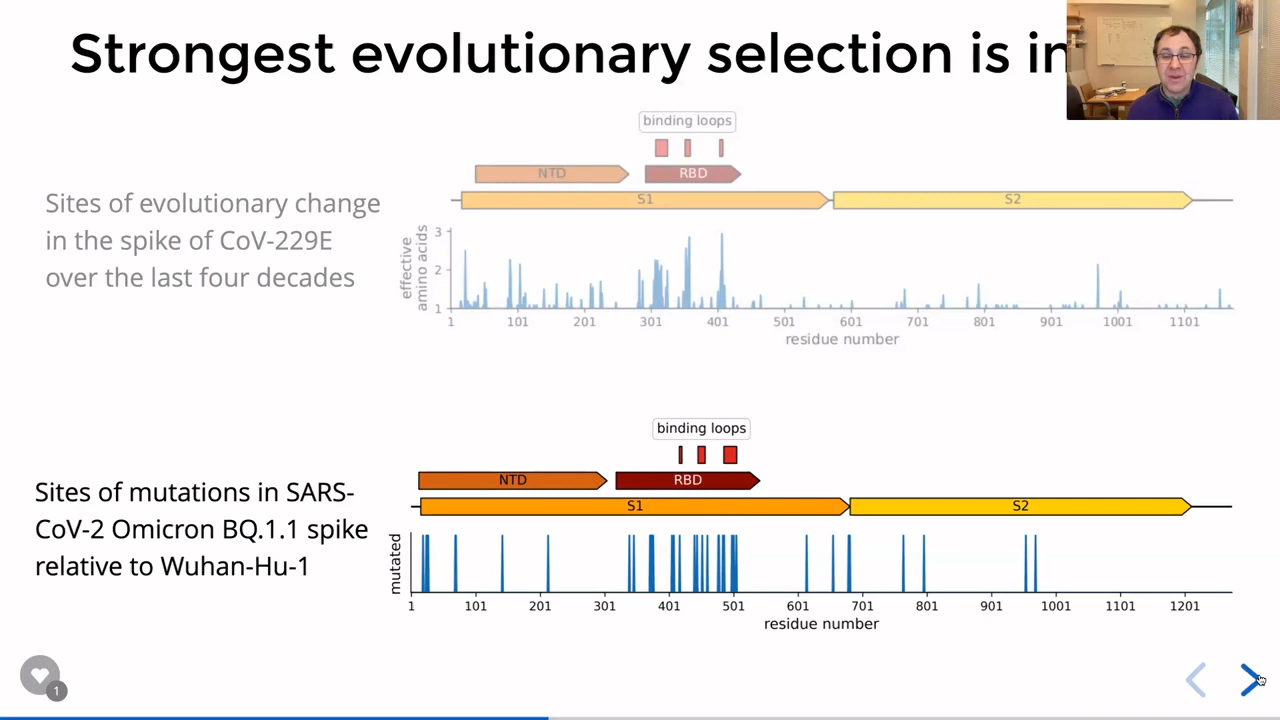 Strongest evolutionary selection is in
binding loops
NTD
RBD
S1
S2
Sites of evolutionary change
in the spike of CoV-229E
over the last four decades
effective
amino acids
3
2
1
1 101 201 301 401 501 601 701 801 901 1001 1101
residue number
binding loops
NTD
RBD
S1
S2
Sites of mutations in SARS-
CoV-2 Omicron BQ.1.1 spike
relative to Wuhan-Hu-1
mutated
1 101 201 301 401 501 601 701 801 901 1001 1101 1201
residue number
1